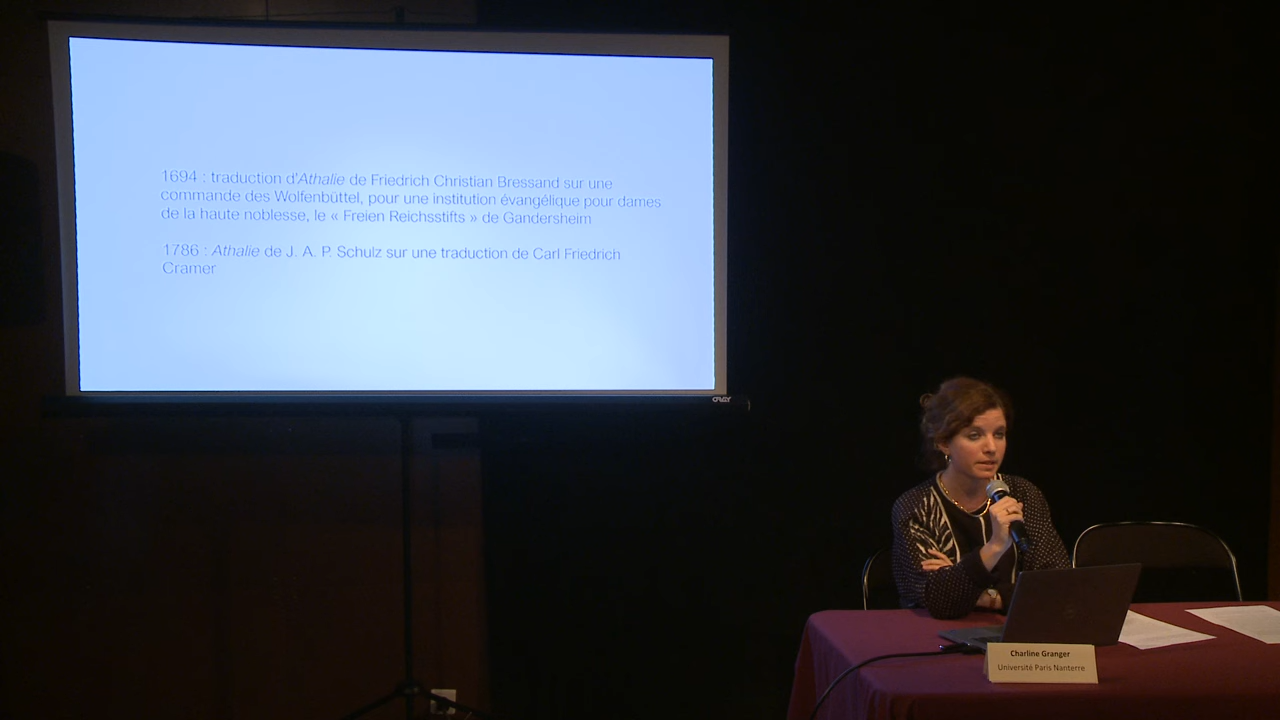 1694 : traduction d'Athalie de Friedrich Christian Bressand sur une
commande des Wolfenbüttel, pour une institution évangélique pour dames
de la haute noblesse, le « Freien Reichsstifts » de Gandersheim
1786 : Athalie de J. A. P. Schulz sur une traduction de Carl Friedrich
Cramer
ORAY
Charline Granger
Université Paris Nanterre